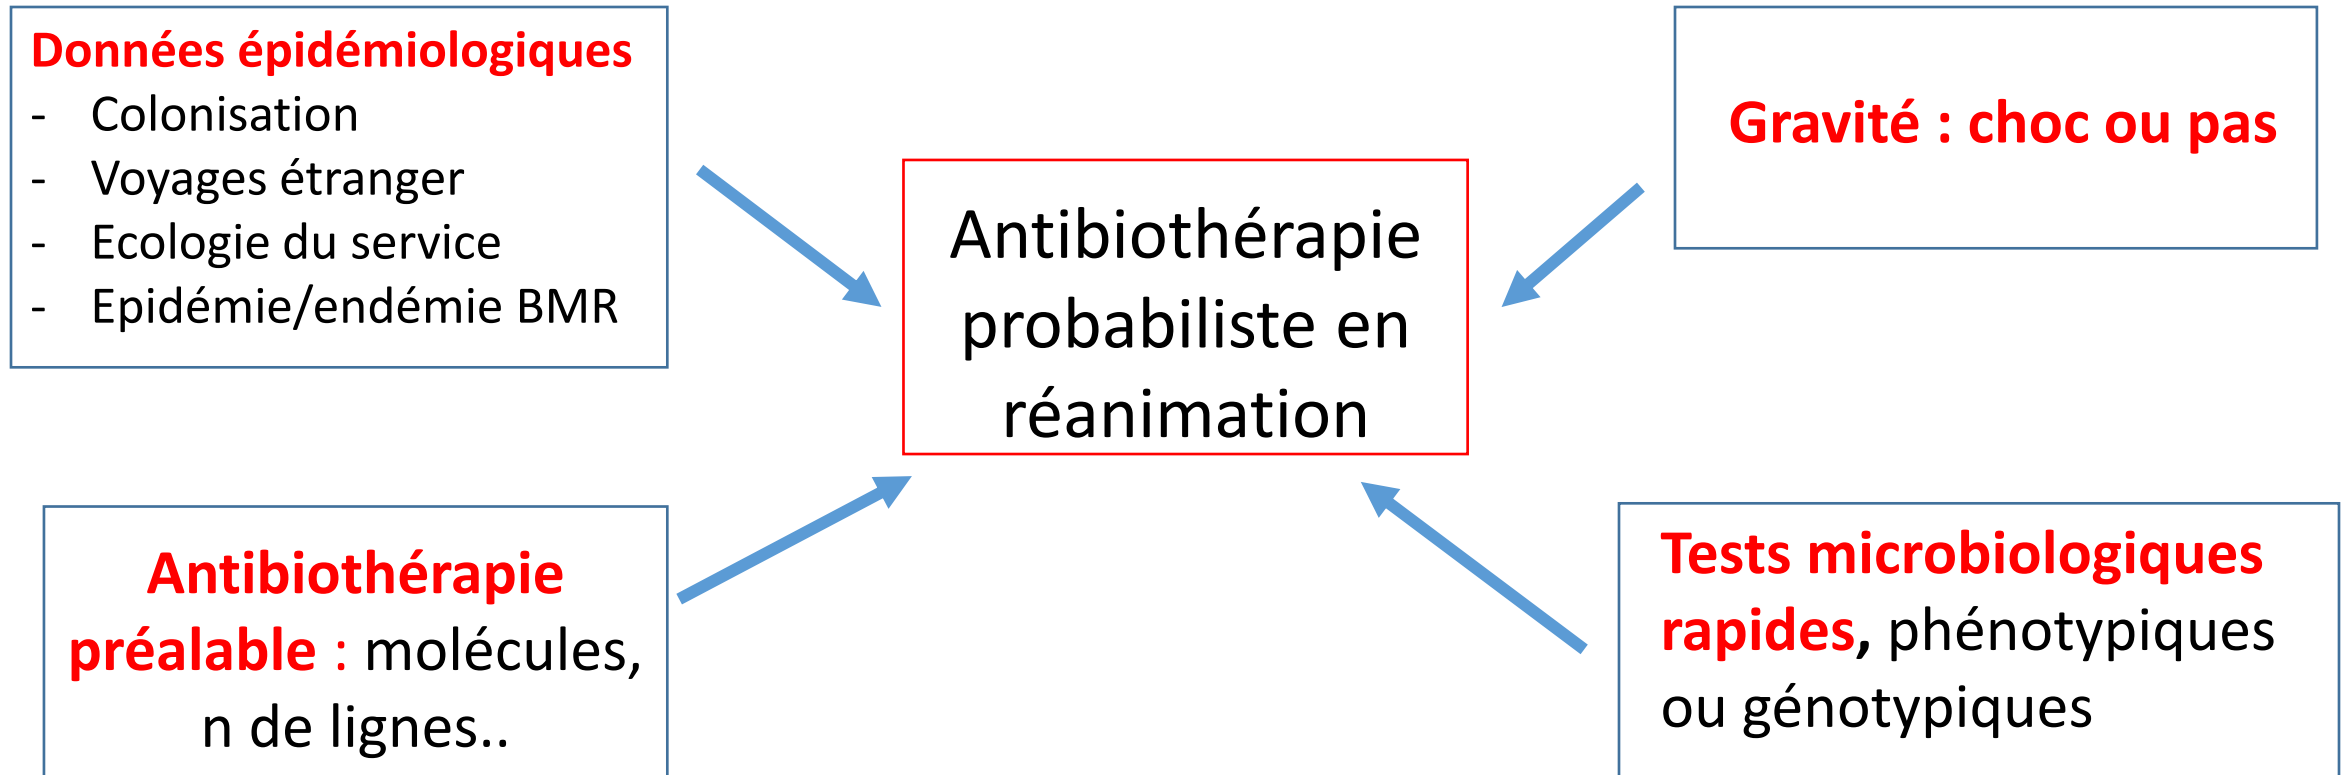 Données épidémiologiques
- Colonisation
- Voyages étranger
- Ecologie du service
- Epidémie/endémie BMR
Gravité : choc ou pas
Antibiothérapie
probabiliste en
réanimation
Antibiothérapie
préalable : molécules,
n de lignes..
Tests microbiologiques
rapides, phénotypiques
ou génotypiques